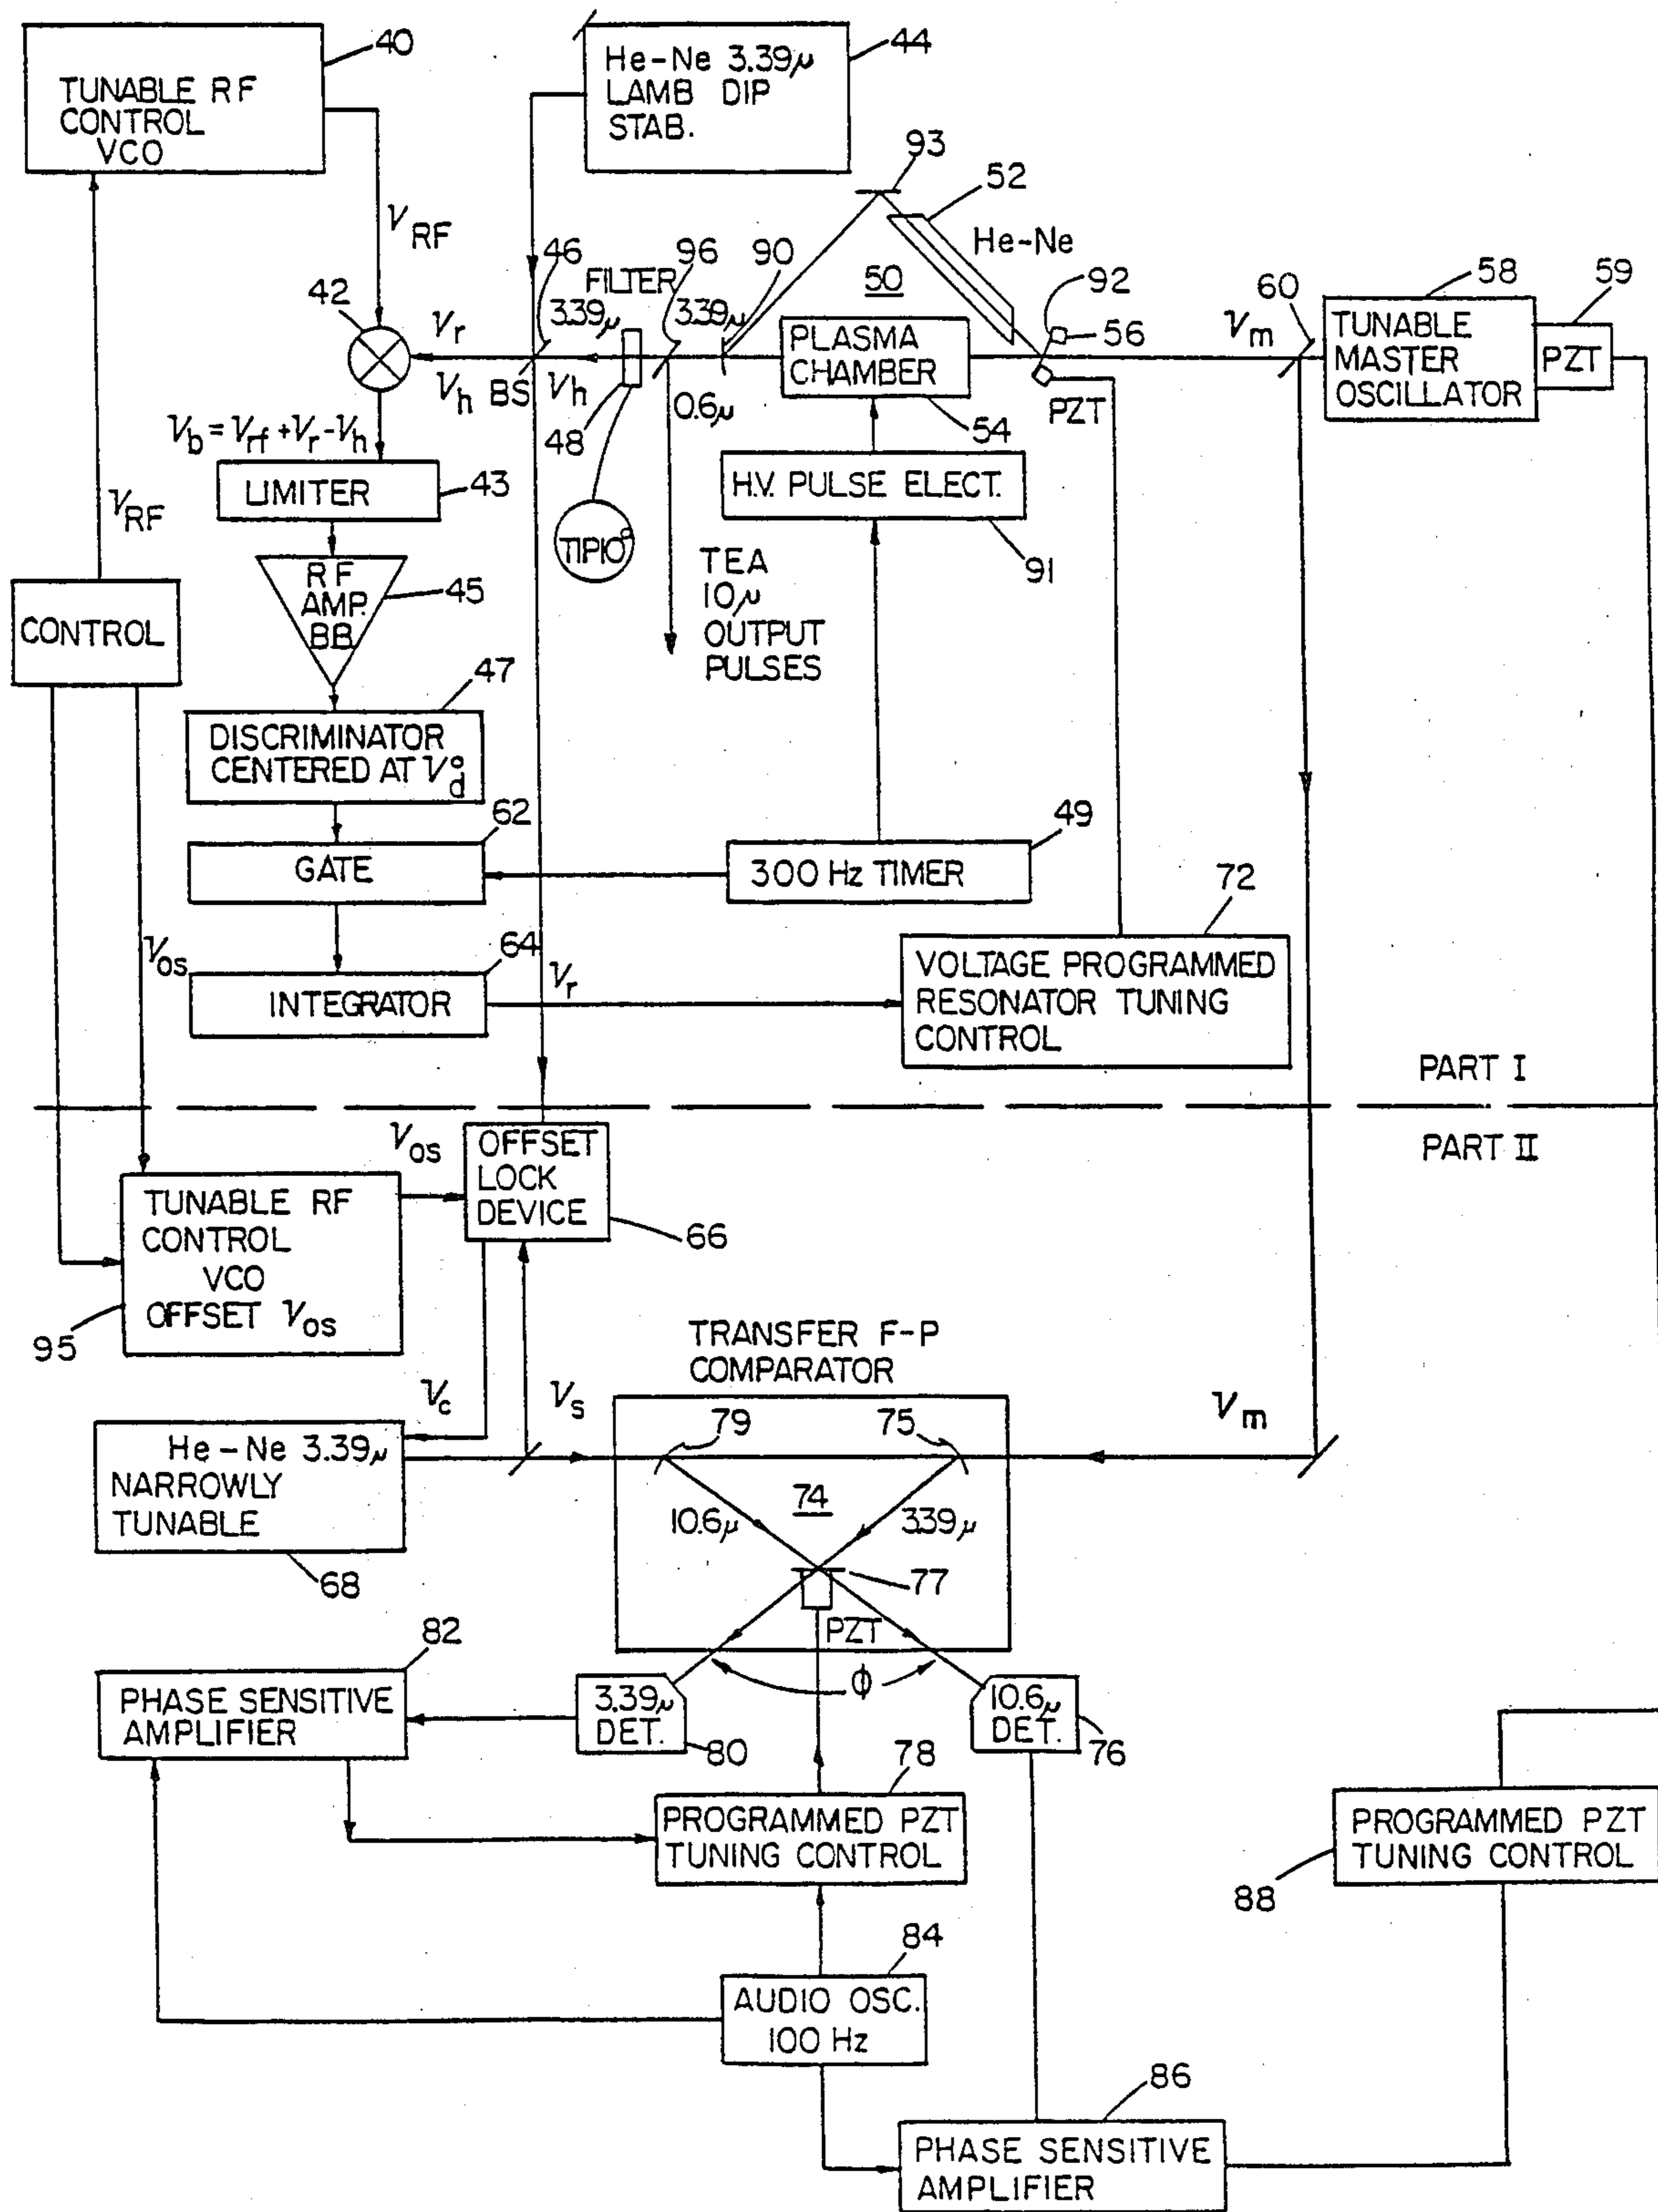 40
TUNABLE RF
CONTROL
VCO
44
He-Ne 3.39μ
LAMB DIP
STAB.
93
52
He-Ne
ν RF
46
FILTER
96
90
3.39μ
3.39μ
50
92
56
60
58
59
42
ν r
ν h
BS
ν h
PLASMA
CHAMBER
ν m
TUNABLE
MASTER
OSCILLATOR
PZT
48
0.6μ
PZT
54
ν b = ν rf + ν r - ν h
LIMITER
43
H.V. PULSE ELECT.
91
ν RF
TIP10°
TEA
10μ
OUTPUT
PULSES
RF
AMP.
BB
45
CONTROL
47
DISCRIMINATOR
CENTERED AT ν°d
62
GATE
49
300 Hz TIMER
72
ν os
64
INTEGRATOR
ν r
VOLTAGE PROGRAMMED
RESONATOR TUNING
CONTROL
PART I
PART II
ν os
OFFSET
LOCK
DEVICE
66
TUNABLE RF
CONTROL
VCO
OFFSET ν os
95
TRANSFER F-P
COMPARATOR
ν c
ν s
79
75
ν m
He-Ne 3.39μ
NARROWLY
TUNABLE
68
10.6μ
74
3.39μ
77
PZT
82
ϕ
PHASE SENSITIVE
AMPLIFIER
3.39μ
DET.
80
10.6μ
DET.
76
78
PROGRAMMED PZT
TUNING CONTROL
PROGRAMMED PZT
TUNING CONTROL
88
84
AUDIO OSC.
100 Hz
86
PHASE SENSITIVE
AMPLIFIER